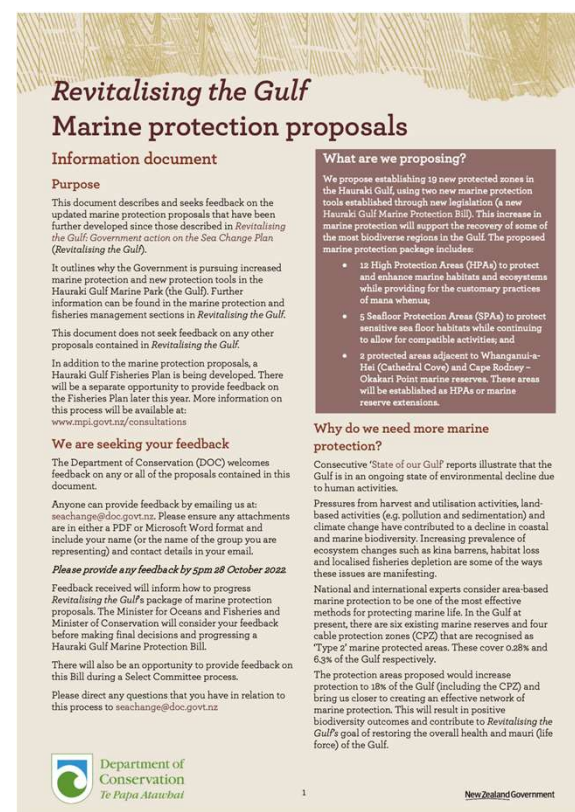 Revitalising the Gulf
Marine protection proposals
Information document
Purpose
This document describes and seeks feedback on the
updated marine protection proposals that have been
further developed since those described in Revitalising
the Gulf: Government action on the Sea Change Plan
(Revitalising the Gulf).
It outlines why the Government is pursuing increased
marine protection and new protection tools in the
Hauraki Gulf Marine Park (the Gulf). Further
information can be found in the marine protection and
fisheries management sections in Revitalising the Gulf.
This document does not seek feedback on any other
proposals contained in Revitalising the Gulf.
In addition to the marine protection proposals, a
Hauraki Gulf Fisheries Plan is being developed. There
will be a separate opportunity to provide feedback on
the Fisheries Plan later this year. More information on
this process will be available at:
www.mpi.govt.nz/consultations
We are seeking your feedback
The Department of Conservation (DOC) welcomes
feedback on any or all of the proposals contained in this
document.
Anyone can provide feedback by emailing us at:
seachange@doc.govt.nz. Please ensure any attachments
are in either a PDF or Microsoft Word format and
include your name (or the name of the group you are
representing) and contact details in your email.
Please provide any feedback by 5pm 28 October 2022.
Feedback received will inform how to progress
Revitalising the Gulf's package of marine protection
proposals. The Minister for Oceans and Fisheries and
Minister of Conservation will consider your feedback
before making final decisions and progressing a
Hauraki Gulf Marine Protection Bill.
There will also be an opportunity to provide feedback on
this Bill during a Select Committee process.
Please direct any questions that you have in relation to
this process to seachange@doc.govt.nz
What are we proposing?
We propose establishing 19 new protected zones in
the Hauraki Gulf, using two new marine protection
tools established through new legislation (a new
Hauraki Gulf Marine Protection Bill). This increase in
marine protection will support the recovery of some of
the most biodiverse regions in the Gulf. The proposed
marine protection package includes:
• 12 High Protection Areas (HPAs) to protect
and enhance marine habitats and ecosystems
while providing for the customary practices
of mana whenua;
• 5 Seafloor Protection Areas (SPAs) to protect
sensitive sea floor habitats while continuing
to allow for compatible activities; and
• 2 protected areas adjacent to Whanganui-a-
Hei (Cathedral Cove) and Cape Rodney –
Okakari Point marine reserves. These areas
will be established as HPAs or marine
reserve extensions.
Why do we need more marine
protection?
Consecutive 'State of our Gulf' reports illustrate that the
Gulf is in an ongoing state of environmental decline due
to human activities.
Pressures from harvest and utilisation activities, land-
based activities (e.g. pollution and sedimentation) and
climate change have contributed to a decline in coastal
and marine biodiversity. Increasing prevalence of
ecosystem changes such as kina barrens, habitat loss
and localised fisheries depletion are some of the ways
these issues are manifesting.
National and international experts consider area-based
marine protection to be one of the most effective
methods for protecting marine life. In the Gulf at
present, there are six existing marine reserves and four
cable protection zones (CPZ) that are recognised as
'Type 2' marine protected areas. These cover 0.28% and
6.3% of the Gulf respectively.
The protection areas proposed would increase
protection to 18% of the Gulf (including the CPZ) and
bring us closer to creating an effective network of
marine protection. This will result in positive
biodiversity outcomes and contribute to Revitalising the
Gulf's goal of restoring the overall health and mauri (life
force) of the Gulf.
Department of
Conservation
Te Papa Atawhai
1
New Zealand Government